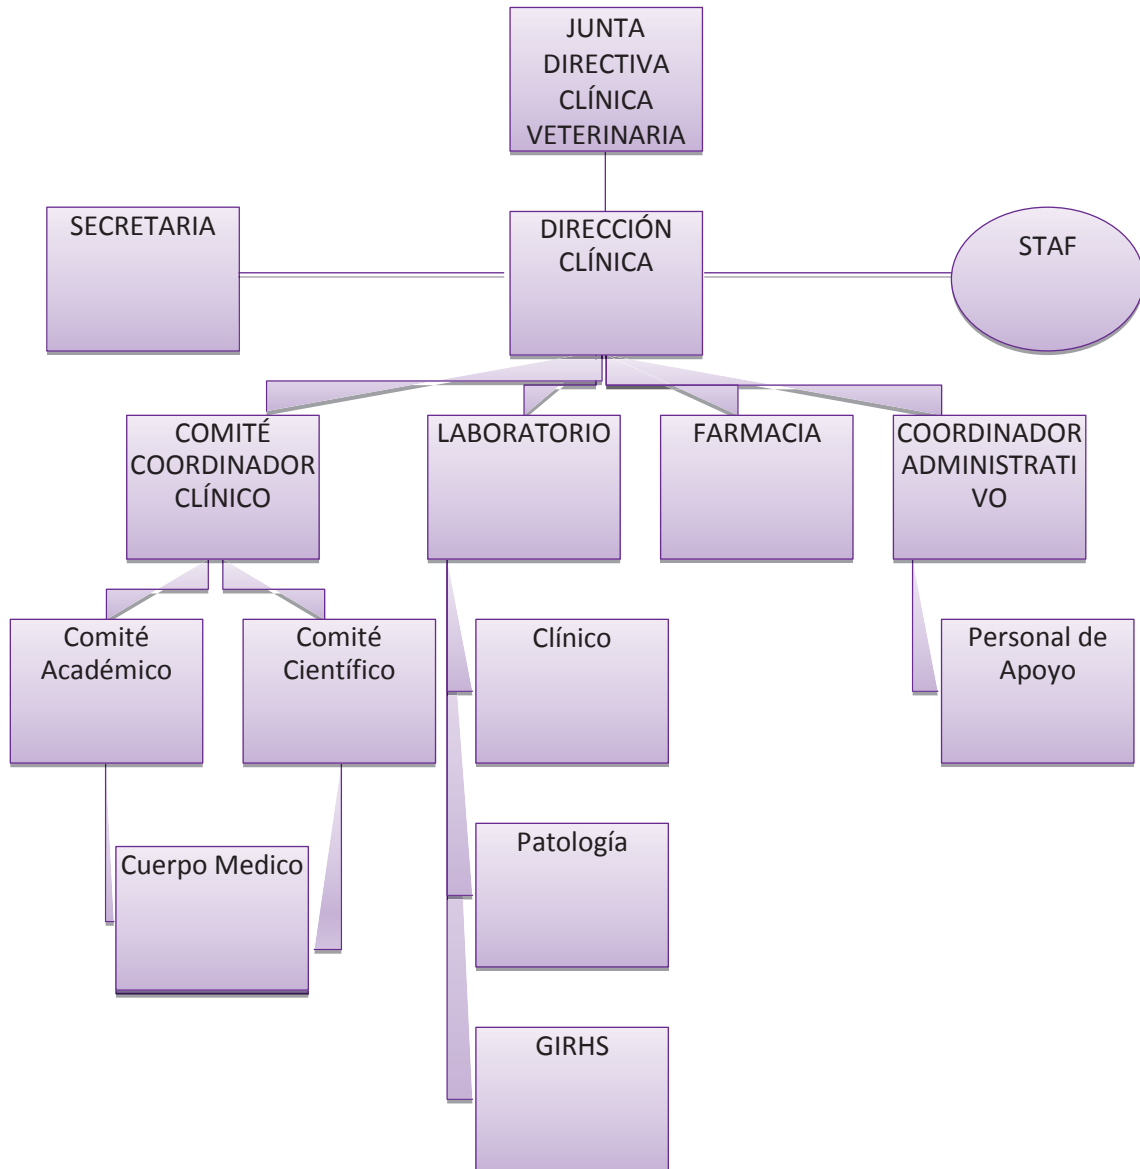 JUNTA
DIRECTIVA
CLÍNICA
VETERINARIA
SECRETARIA
DIRECCIÓN
CLÍNICA
STAF
COMITÉ
COORDINADOR
CLÍNICO
LABORATORIO
FARMACIA
COORDINADOR
ADMINISTRATI
VO
Comité
Académico
Comité
Científico
Clínico
Personal de
Apoyo
Patología
Cuerpo Medico
GIRHS